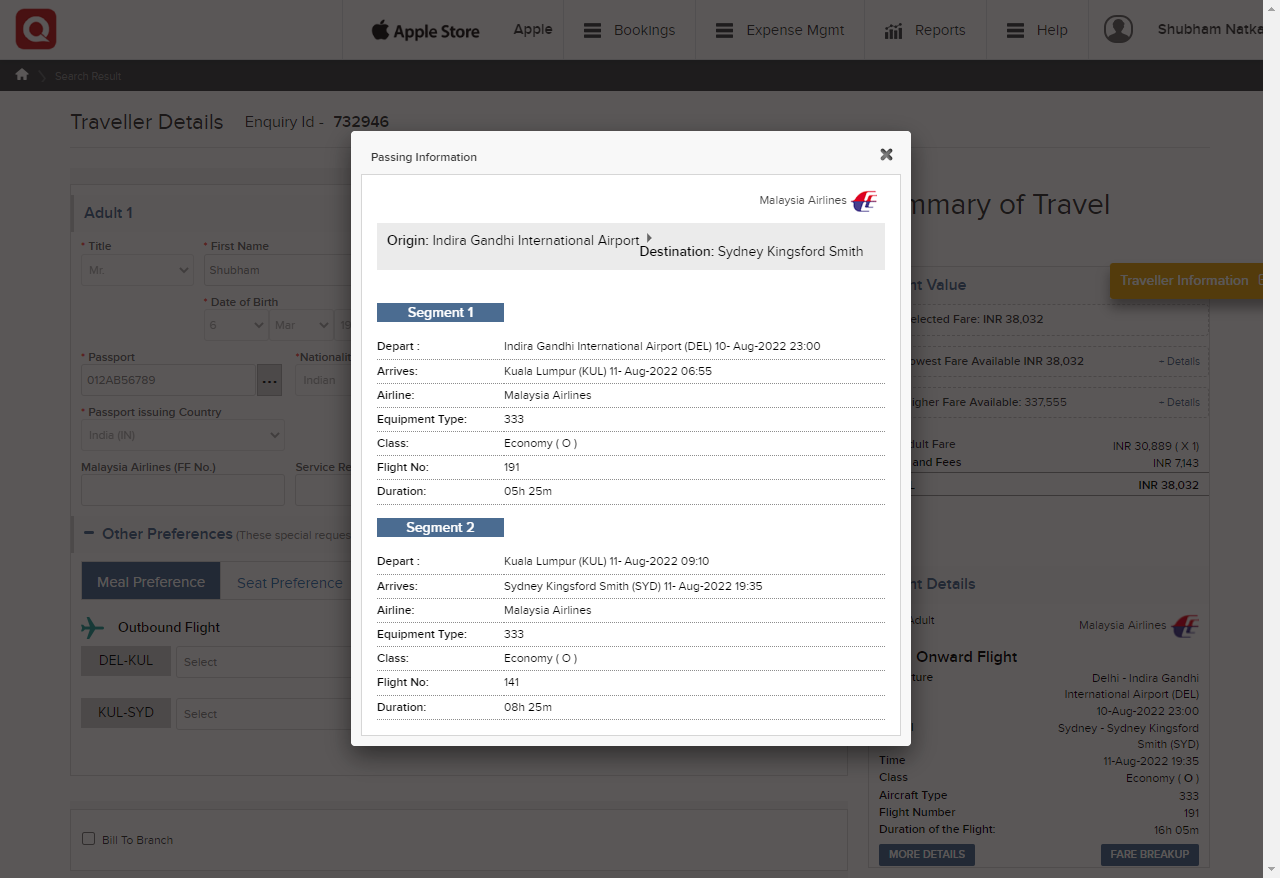 Apple Store
Apple
Bookings
Expense Mgmt
Reports
Help
Shubham Natka
Search Result
Traveller Details Enquiry Id - 732946
Passing Information
Malaysia Airlines
Origin: Indira Gandhi International Airport
Destination: Sydney Kingsford Smith
Segment 1
Depart : Indira Gandhi International Airport (DEL) 10- Aug-2022 23:00
Arrives: Kuala Lumpur (KUL) 11- Aug-2022 06:55
Airline: Malaysia Airlines
Equipment Type: 333
Class: Economy ( O )
Flight No: 191
Duration: 05h 25m
Segment 2
Depart : Kuala Lumpur (KUL) 11- Aug-2022 09:10
Arrives: Sydney Kingsford Smith (SYD) 11- Aug-2022 19:35
Airline: Malaysia Airlines
Equipment Type: 333
Class: Economy ( O )
Flight No: 141
Duration: 08h 25m
Adult 1
* Title * First Name
Mr. Shubham
* Date of Birth
6 Mar 19
* Passport *Nationalit
012AB56789 ... Indian
* Passport issuing Country
India (IN)
Malaysia Airlines (FF No.) Service Re
Other Preferences (These special reques
Meal Preference Seat Preference
Outbound Flight
DEL-KUL Select
KUL-SYD Select
Bill To Branch
mmary of Travel
Traveller Information
nt Value
elected Fare: INR 38,032
owest Fare Available INR 38,032 - Details
igher Fare Available: 337,555 - Details
dult Fare INR 30,889 ( X 1)
and Fees INR 7,143
INR 38,032
nt Details
dult Malaysia Airlines
Onward Flight
ture Delhi - Indira Gandhi
International Airport (DEL)
10-Aug-2022 23:00
Sydney - Sydney Kingsford
Smith (SYD)
Time 11-Aug-2022 19:35
Class Economy ( O )
Aircraft Type 333
Flight Number 191
Duration of the Flight: 16h 05m
MORE DETAILS FARE BREAKUP